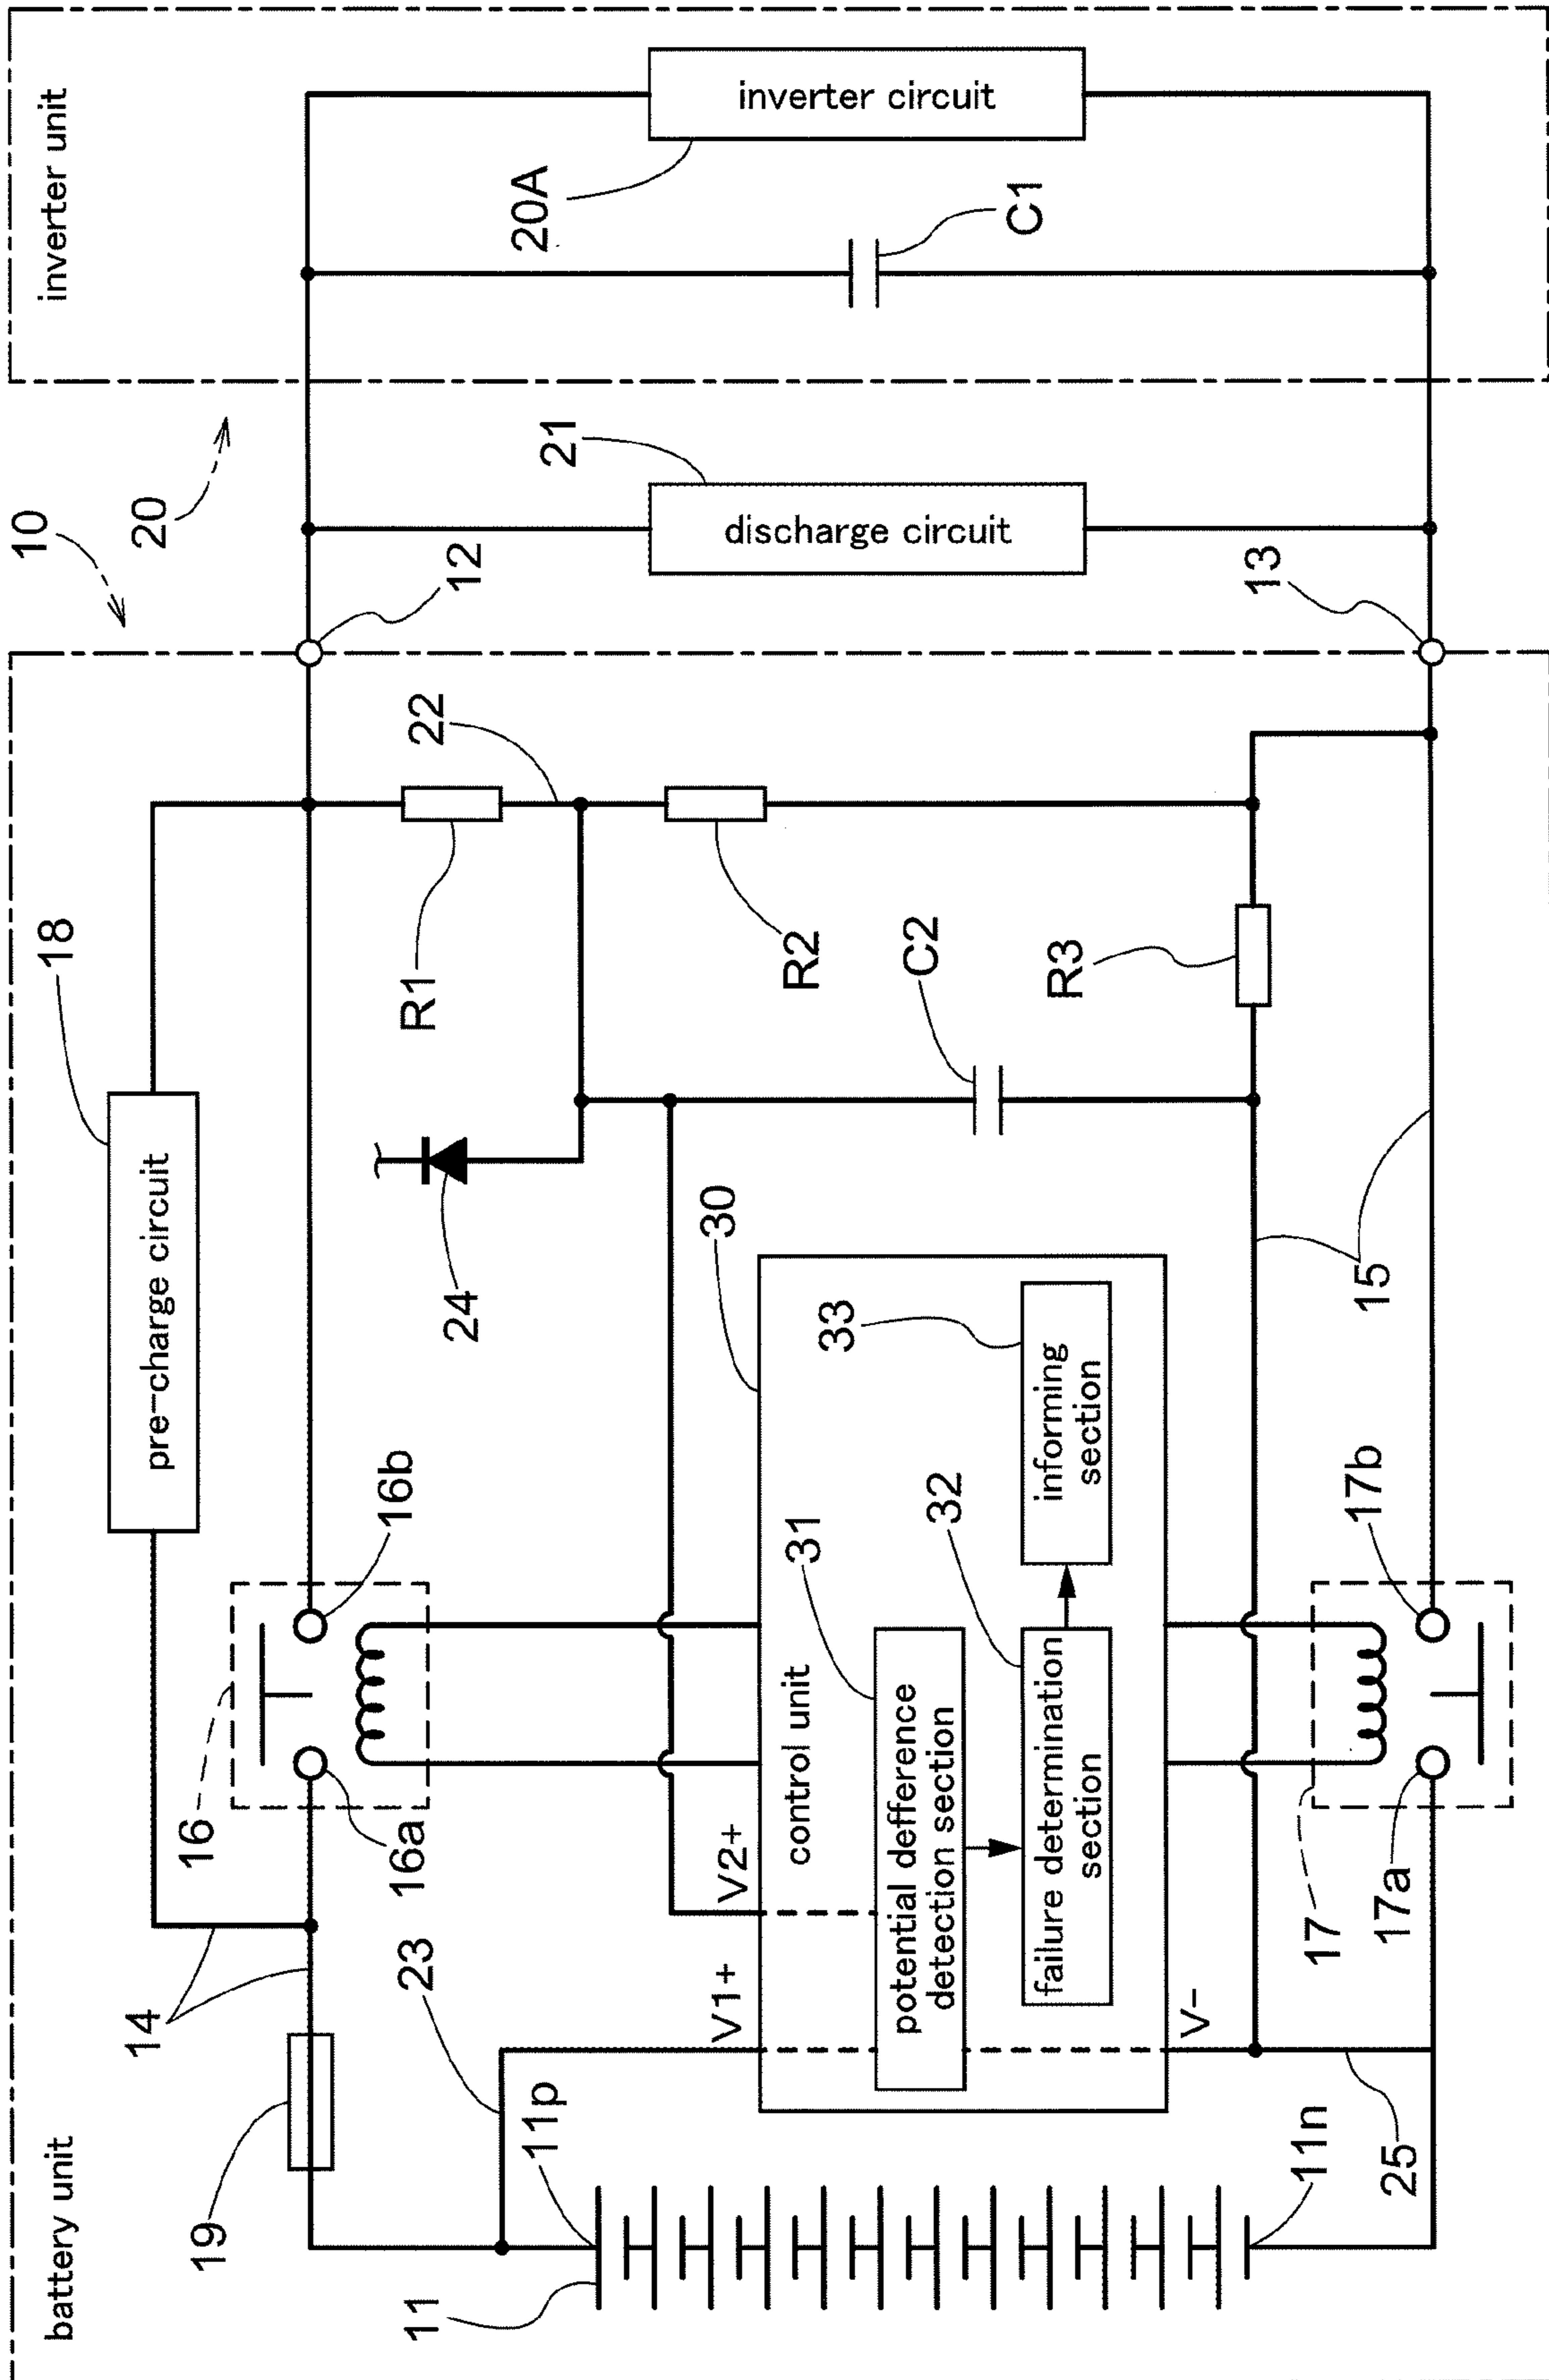 battery unit
inverter unit
10
20
18
pre-charge circuit
14
19
16
16a
16b
R1
22
12
21
discharge circuit
20A
inverter circuit
C1
24
23
11p
11
V1+
V2+
30
control unit
31
potential defference
detection section
32
failure determination
section
33
informing
section
C2
R2
R3
V-
11n
25
17
17a
17b
15
13